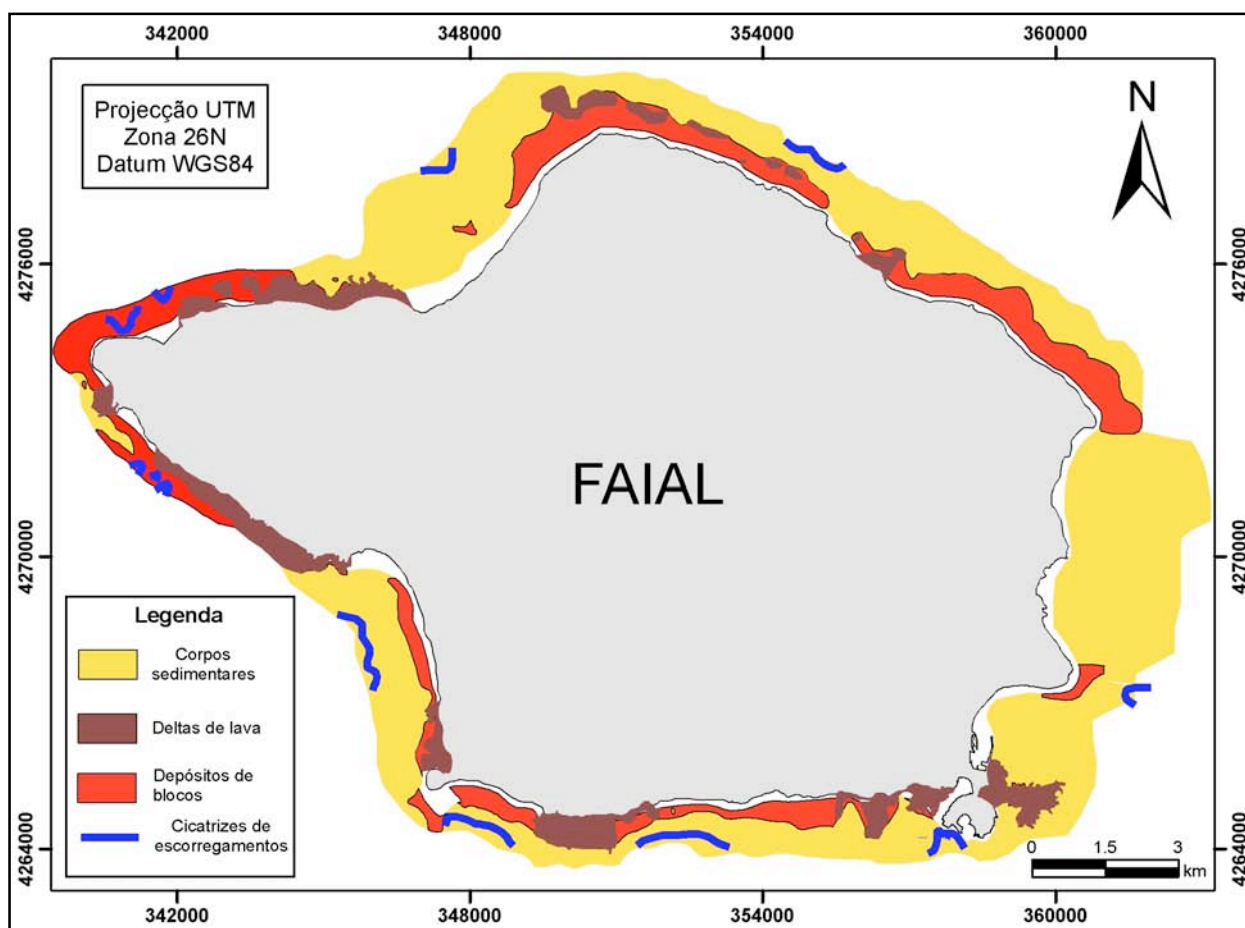 342000
348000
354000
360000
Projecção UTM
Zona 26N
Datum WGS84
N
4276000
4276000
FAIAL
4270000
4270000
Legenda
Corpos
sedimentares
Deltas de lava
Depósitos de
blocos
Cicatrizes de
escorregamentos
4264000
0 1.5 3
km
4264000
342000
348000
354000
360000